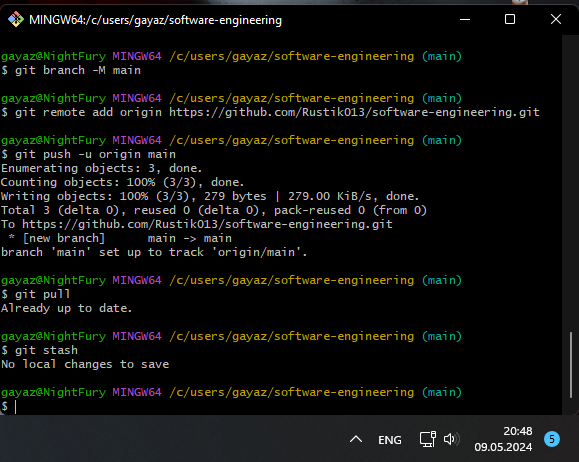 MINGW64:/c/users/gayaz/software-engineering
gayaz@NightFury MINGW64 /c/users/gayaz/software-engineering (main)
$ git branch -M main
gayaz@NightFury MINGW64 /c/users/gayaz/software-engineering (main)
$ git remote add origin https://github.com/Rustik013/software-engineering.git
gayaz@NightFury MINGW64 /c/users/gayaz/software-engineering (main)
$ git push -u origin main
Enumerating objects: 3, done.
Counting objects: 100% (3/3), done.
Writing objects: 100% (3/3), 279 bytes | 279.00 KiB/s, done.
Total 3 (delta 0), reused 0 (delta 0), pack-reused 0 (from 0)
To https://github.com/Rustik013/software-engineering.git
 * [new branch]      main -> main
branch 'main' set up to track 'origin/main'.
gayaz@NightFury MINGW64 /c/users/gayaz/software-engineering (main)
$ git pull
Already up to date.
gayaz@NightFury MINGW64 /c/users/gayaz/software-engineering (main)
$ git stash
No local changes to save
gayaz@NightFury MINGW64 /c/users/gayaz/software-engineering (main)
$
ENG
20:48
09.05.2024
5